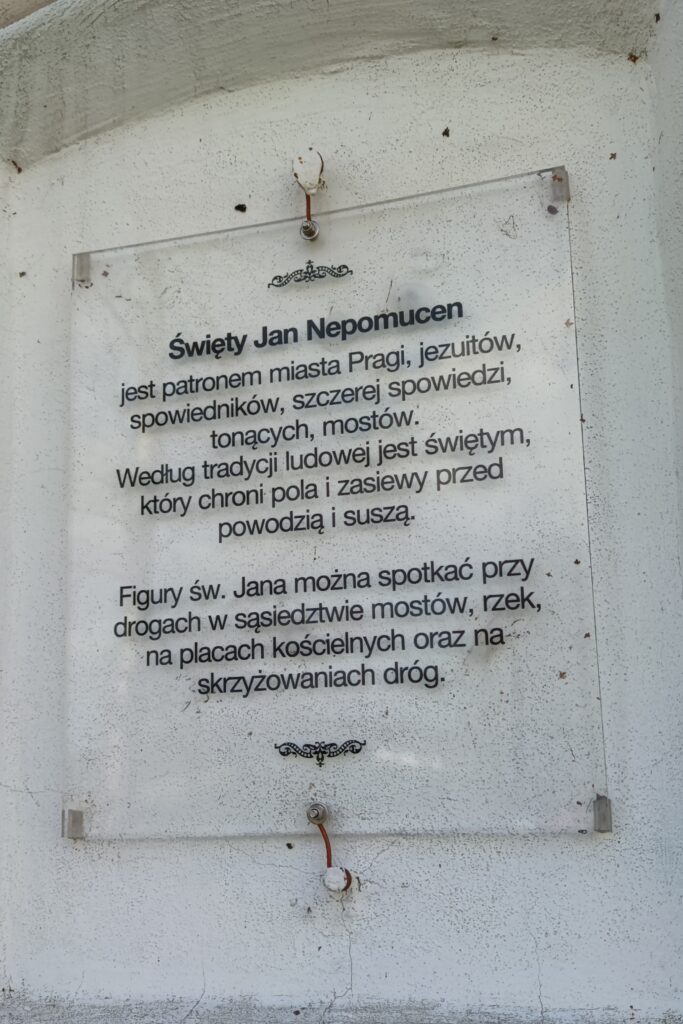 Święty Jan Nepomucen
jest patronem miasta Pragi, jezuitów,
spowiedników, szczerej spowiedzi,
tonących, mostów.
Według tradycji ludowej jest świętym,
który chroni pola i zasiewy przed
powodzią i suszą.
Figury św. Jana można spotkać przy
drogach w sąsiedztwie mostów, rzek,
na placach kościelnych oraz na
skrzyżowaniach dróg.